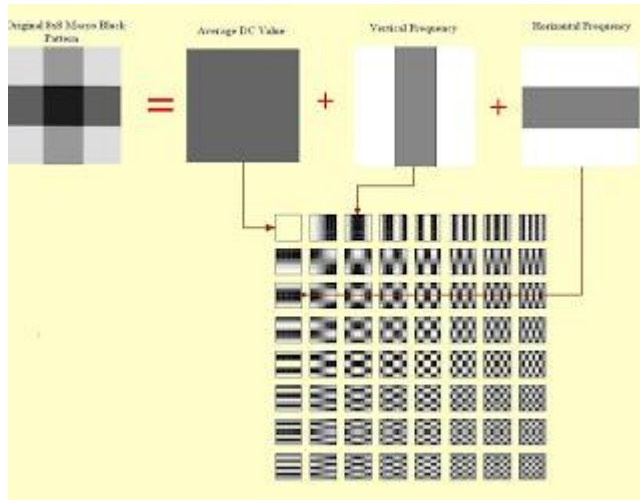 Original 8x8 Macro Block
Pattern
=
Average DC Value
+
Vertical Frequency
+
Horizontal Frequency